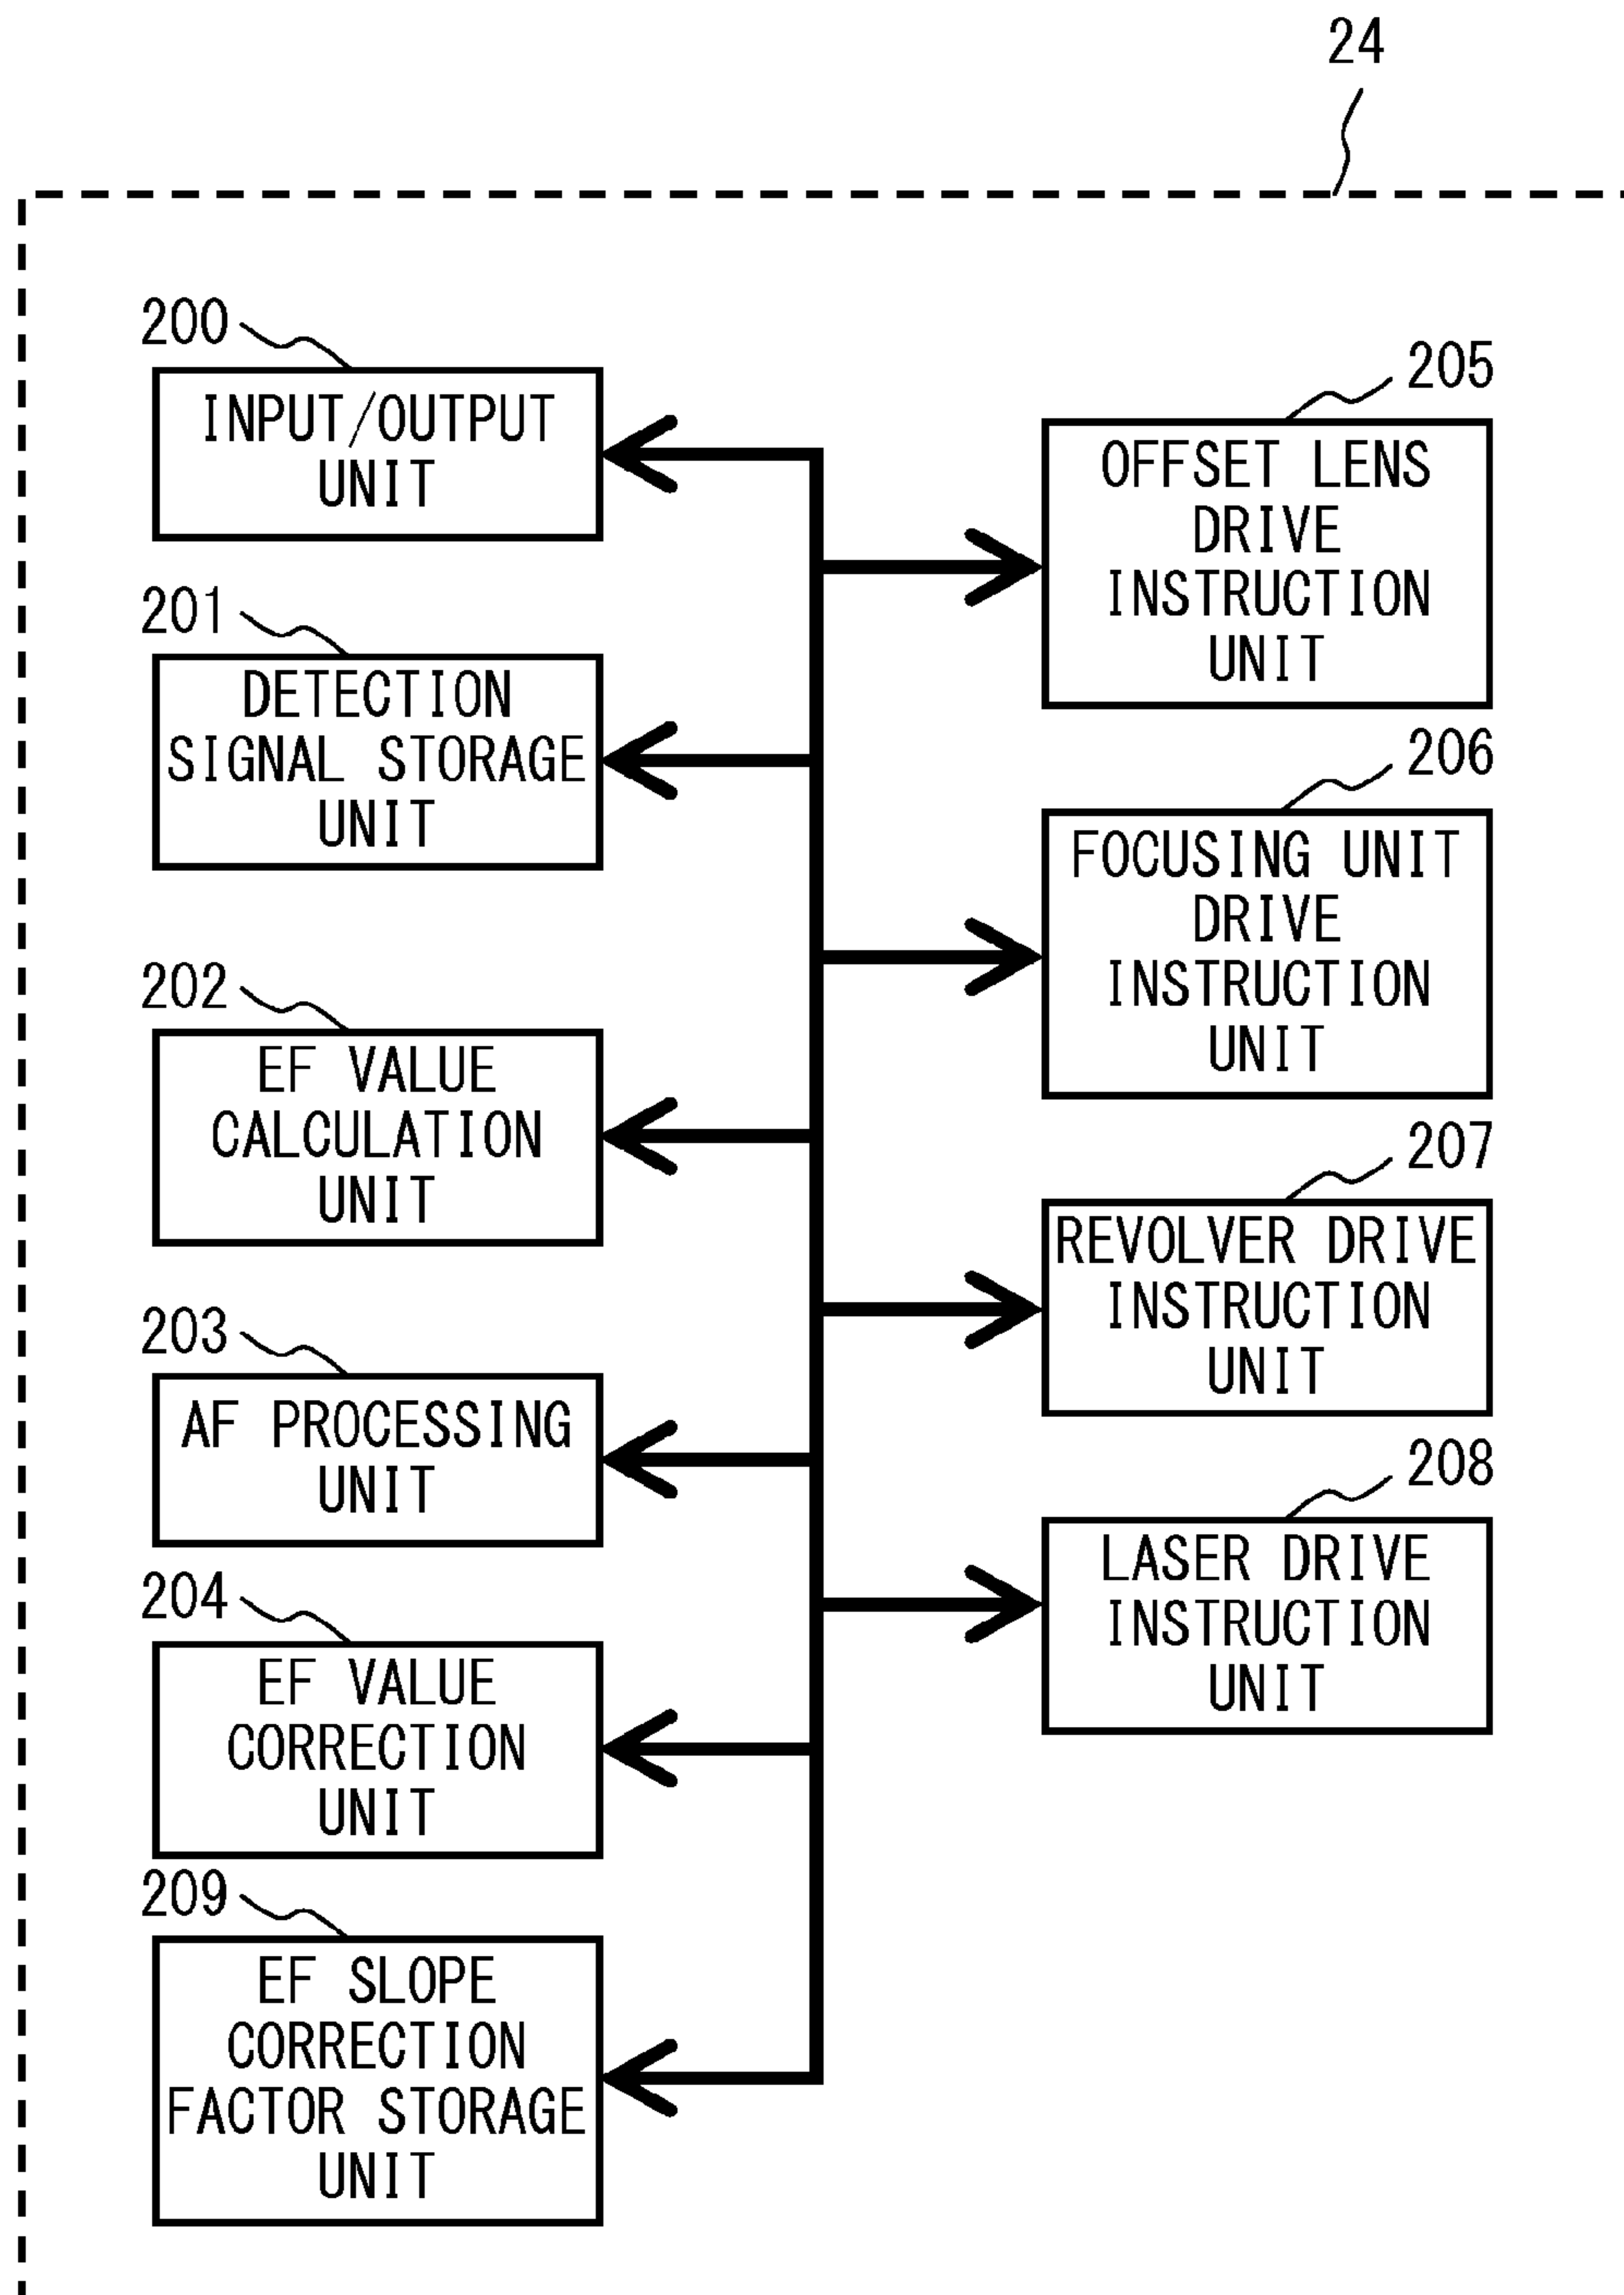 24
200
INPUT/OUTPUT
UNIT
201
DETECTION
SIGNAL STORAGE
UNIT
202
EF VALUE
CALCULATION
UNIT
203
AF PROCESSING
UNIT
204
EF VALUE
CORRECTION
UNIT
209
EF SLOPE
CORRECTION
FACTOR STORAGE
UNIT
205
OFFSET LENS
DRIVE
INSTRUCTION
UNIT
206
FOCUSING UNIT
DRIVE
INSTRUCTION
UNIT
207
REVOLVER DRIVE
INSTRUCTION
UNIT
208
LASER DRIVE
INSTRUCTION
UNIT